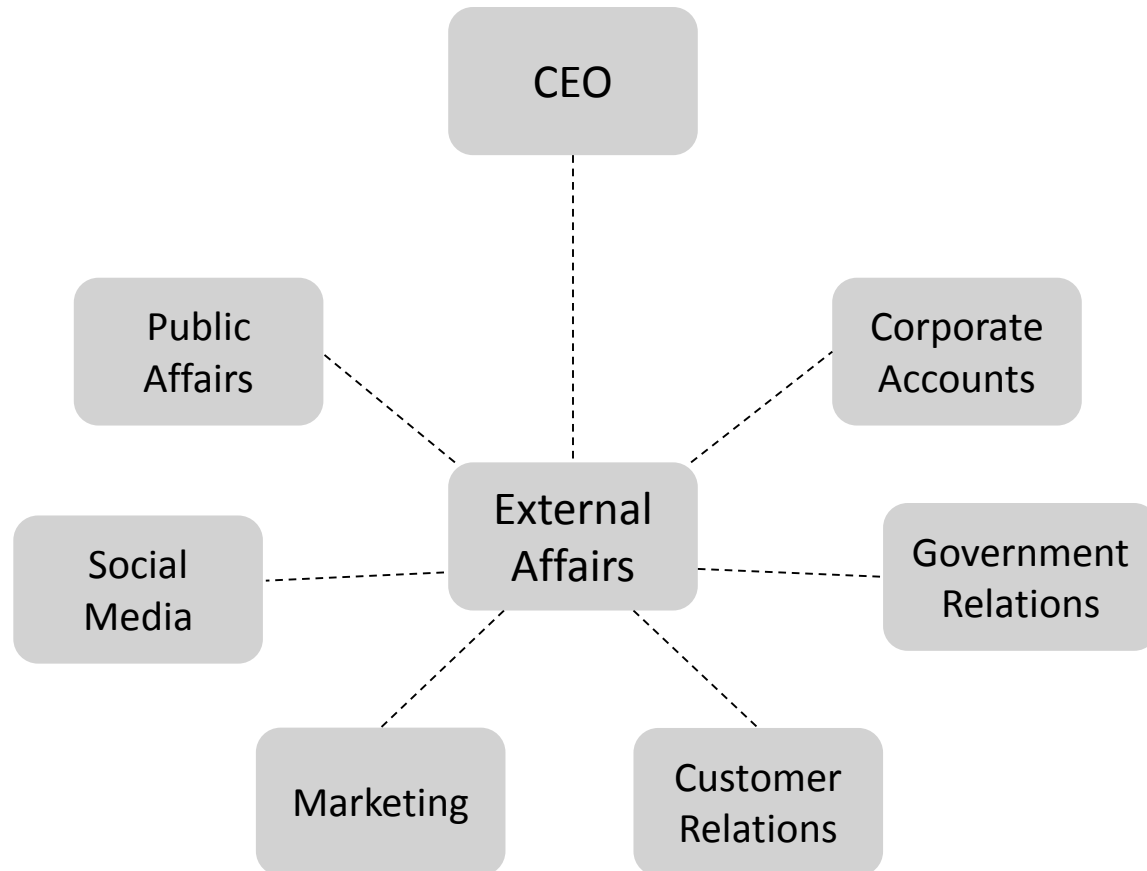 CEO
Public
Affairs
Corporate
Accounts
External
Affairs
Social
Media
Government
Relations
Marketing
Customer
Relations